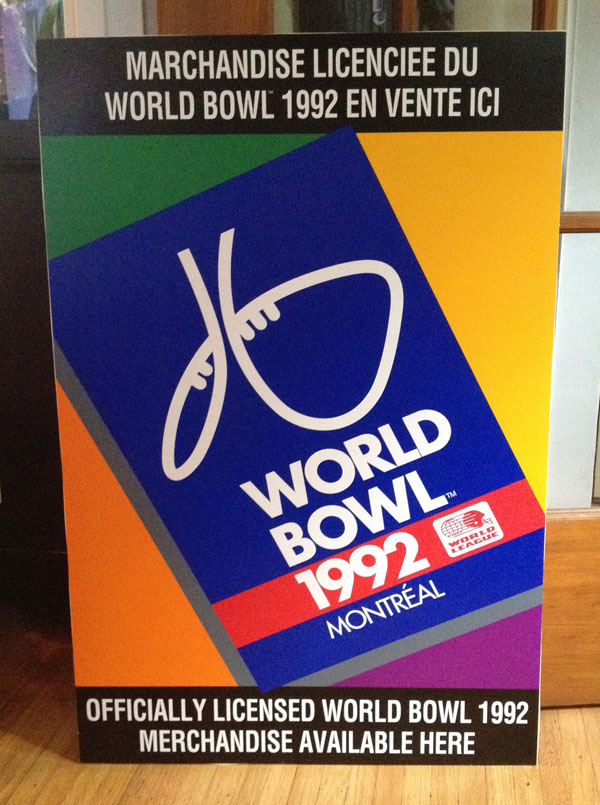 MARCHANDISE LICENCIEE DU
WORLD BOWL™ 1992 EN VENTE ICI
WORLD
BOWL™
1992
WORLD
LEAGUE
MONTRÉAL
OFFICIALLY LICENSED WORLD BOWL 1992
MERCHANDISE AVAILABLE HERE